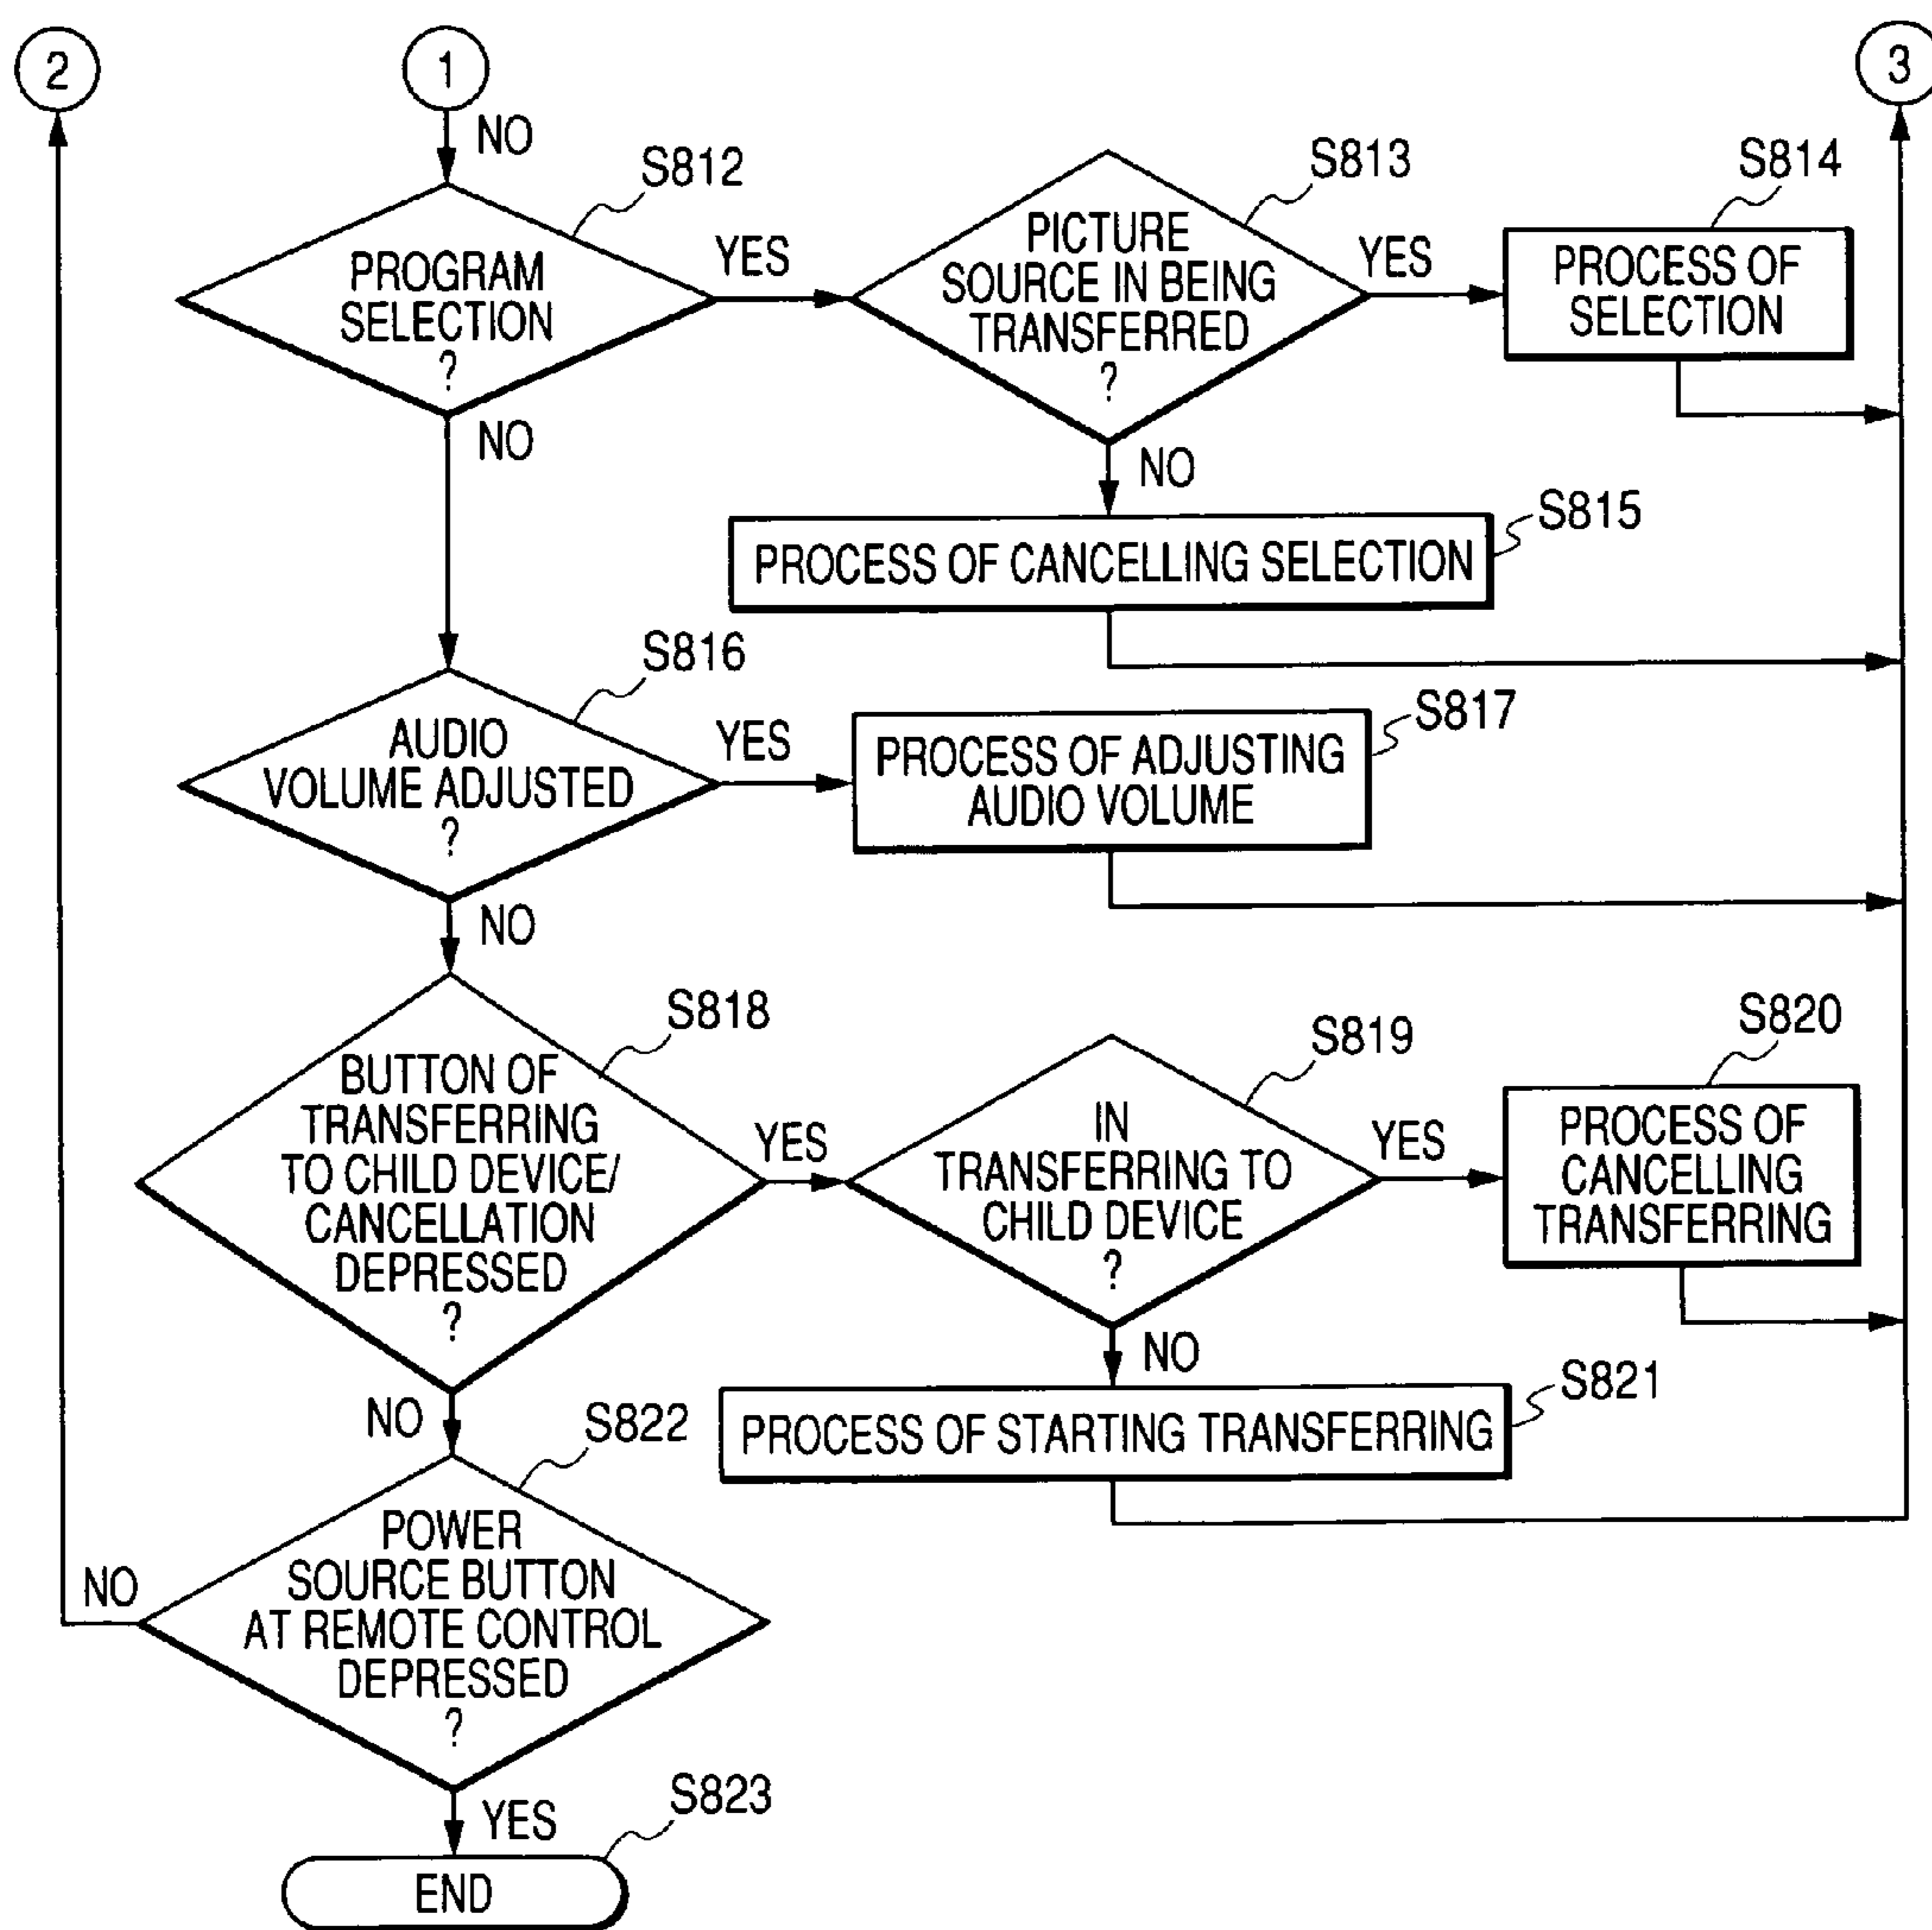 2
1
3
NO
S812
S813
S814
PROGRAM
SELECTION
?
YES
PICTURE
SOURCE IN BEING
TRANSFERRED
?
YES
PROCESS OF
SELECTION
NO
NO
S815
PROCESS OF CANCELLING SELECTION
S816
AUDIO
VOLUME ADJUSTED
?
YES
S817
PROCESS OF ADJUSTING
AUDIO VOLUME
NO
S818
BUTTON OF
TRANSFERRING
TO CHILD DEVICE/
CANCELLATION
DEPRESSED
?
YES
S819
IN
TRANSFERRING TO
CHILD DEVICE
?
YES
S820
PROCESS OF
CANCELLING
TRANSFERRING
NO
S821
PROCESS OF STARTING TRANSFERRING
NO
S822
POWER
SOURCE BUTTON
AT REMOTE CONTROL
DEPRESSED
?
NO
YES
S823
END